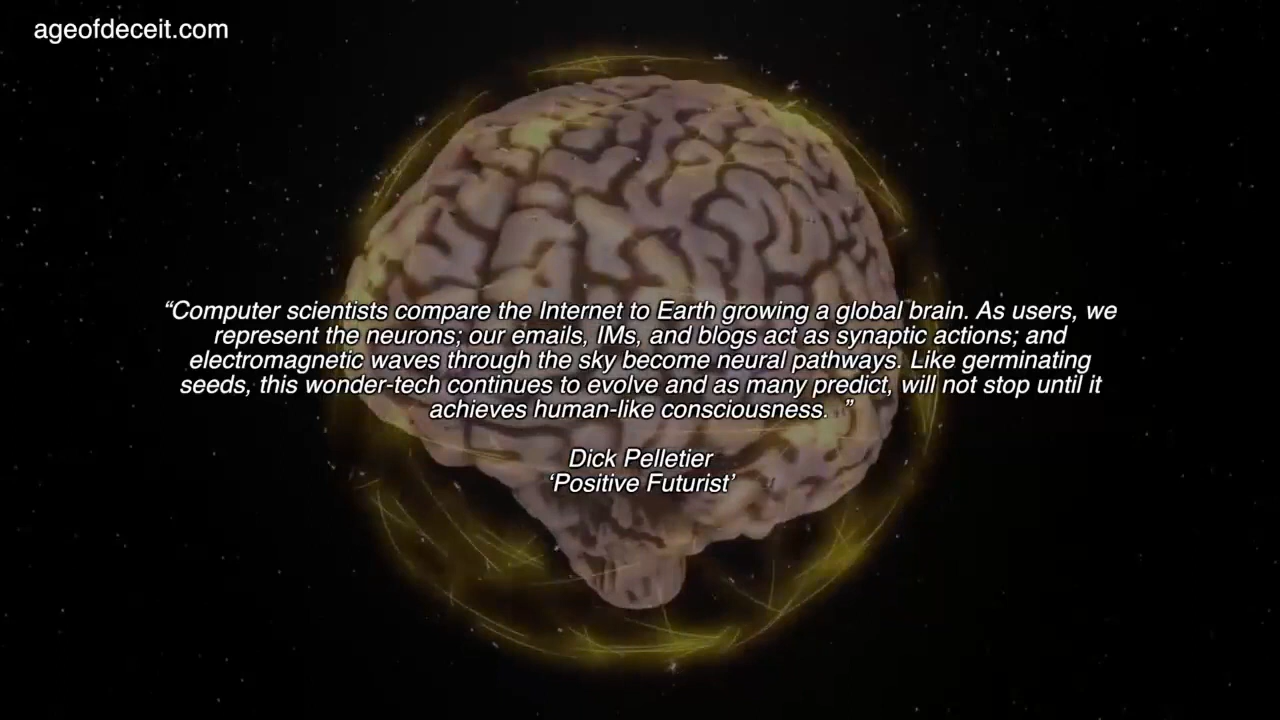 ageofdeceit.com
“Computer scientists compare the Internet to Earth growing a global brain. As users, we
represent the neurons; our emails, IMs, and blogs act as synaptic actions; and
electromagnetic waves through the sky become neural pathways. Like germinating
seeds, this wonder-tech continues to evolve and as many predict, will not stop until it
achieves human-like consciousness. ”
Dick Pelletier
‘Positive Futurist’